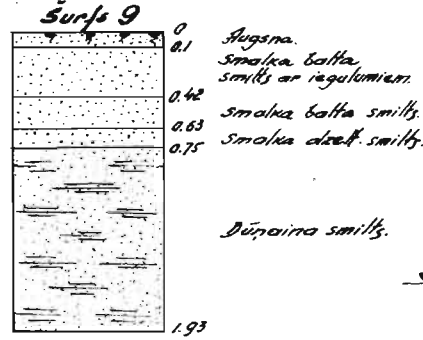 Šurfs 9
0
0.1
Augsna.
Smalka balta
smilts ar iegulumiem.
0.42
Smalka balta smilts.
0.63
Smalka dzelt. smilts.
0.75
Dūņaina smilts.
1.93